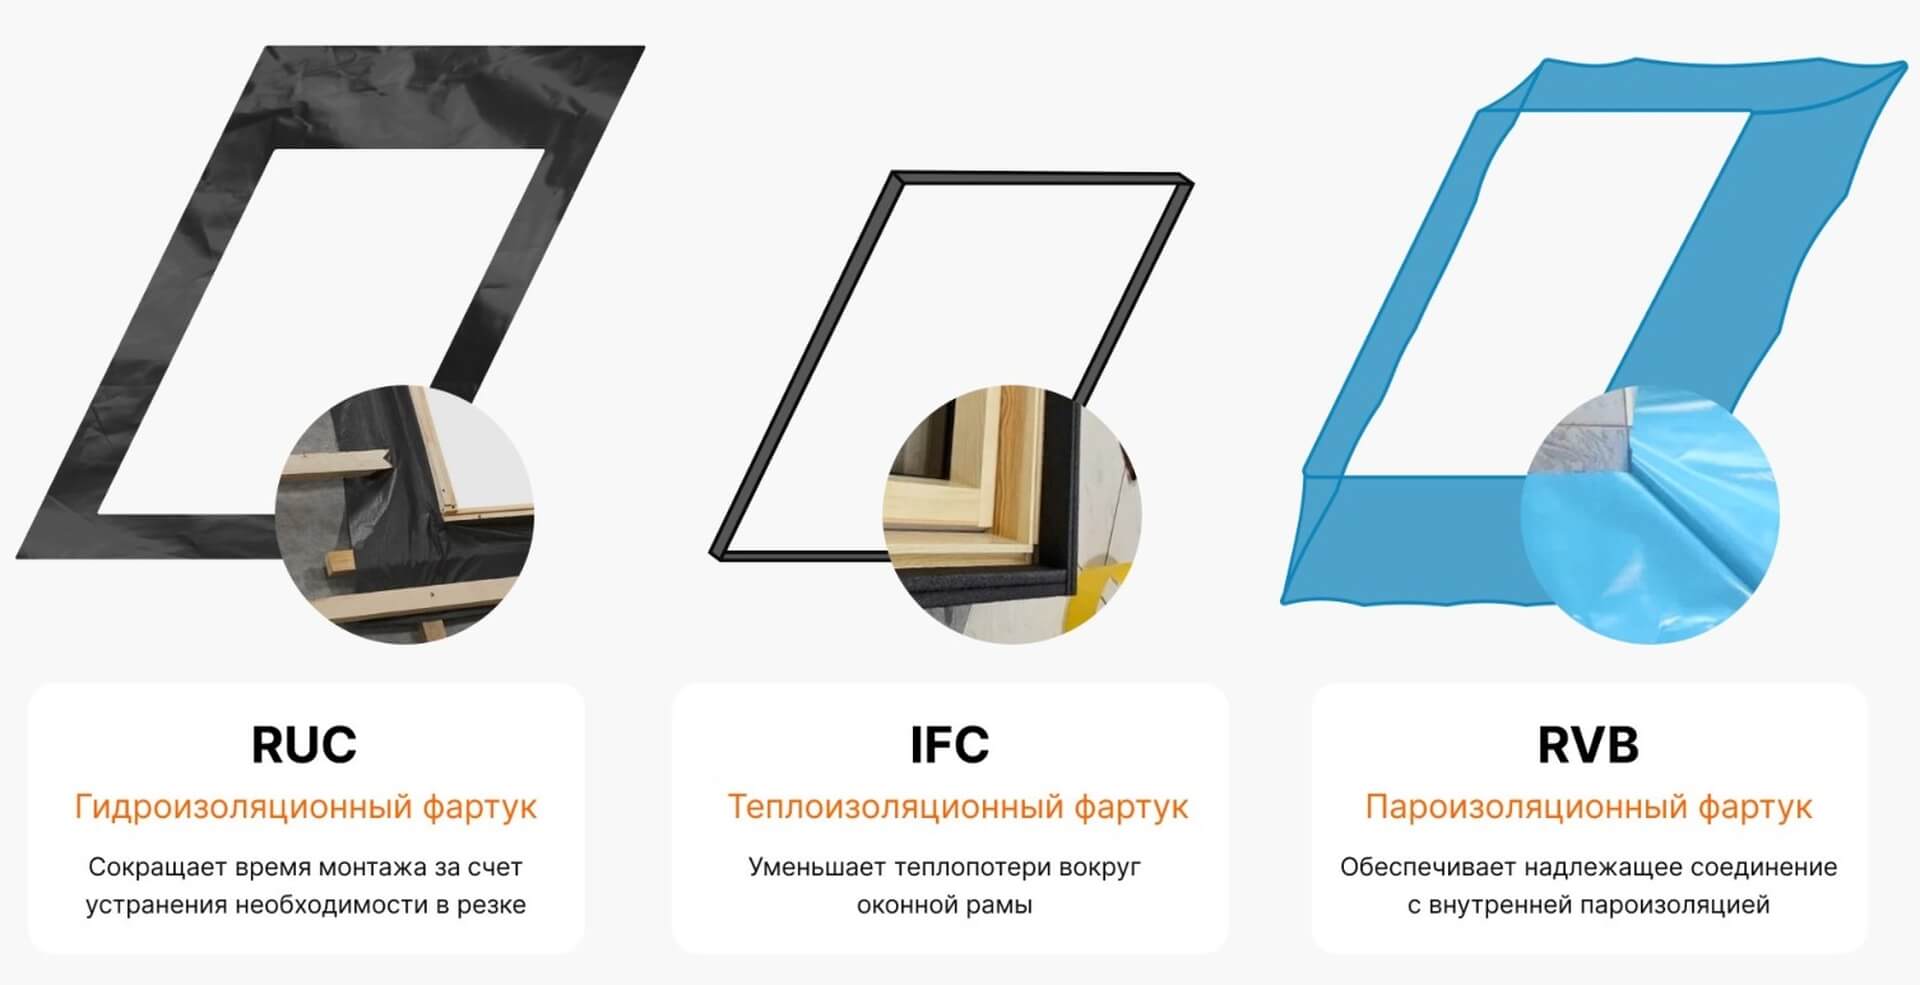 RUC
Гидроизоляционный фартук
Сокращает время монтажа за счет
устранения необходимости в резке
IFC
Теплоизоляционный фартук
Уменьшает теплопотери вокруг
оконной рамы
RVB
Пароизоляционный фартук
Обеспечивает надлежащее соединение
с внутренней пароизоляцией